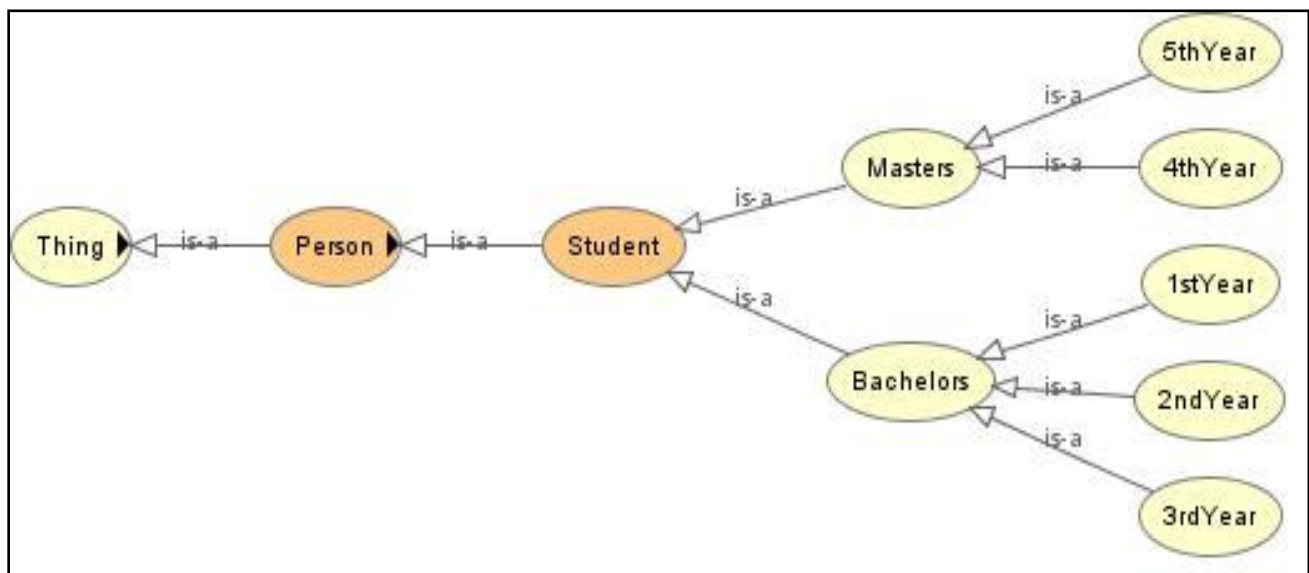 5thYear
is-a
Masters
is-a
4thYear
is-a
Thing
is-a
Person
is-a
Student
is-a
1stYear
is-a
Bachelors
is-a
2ndYear
is-a
3rdYear